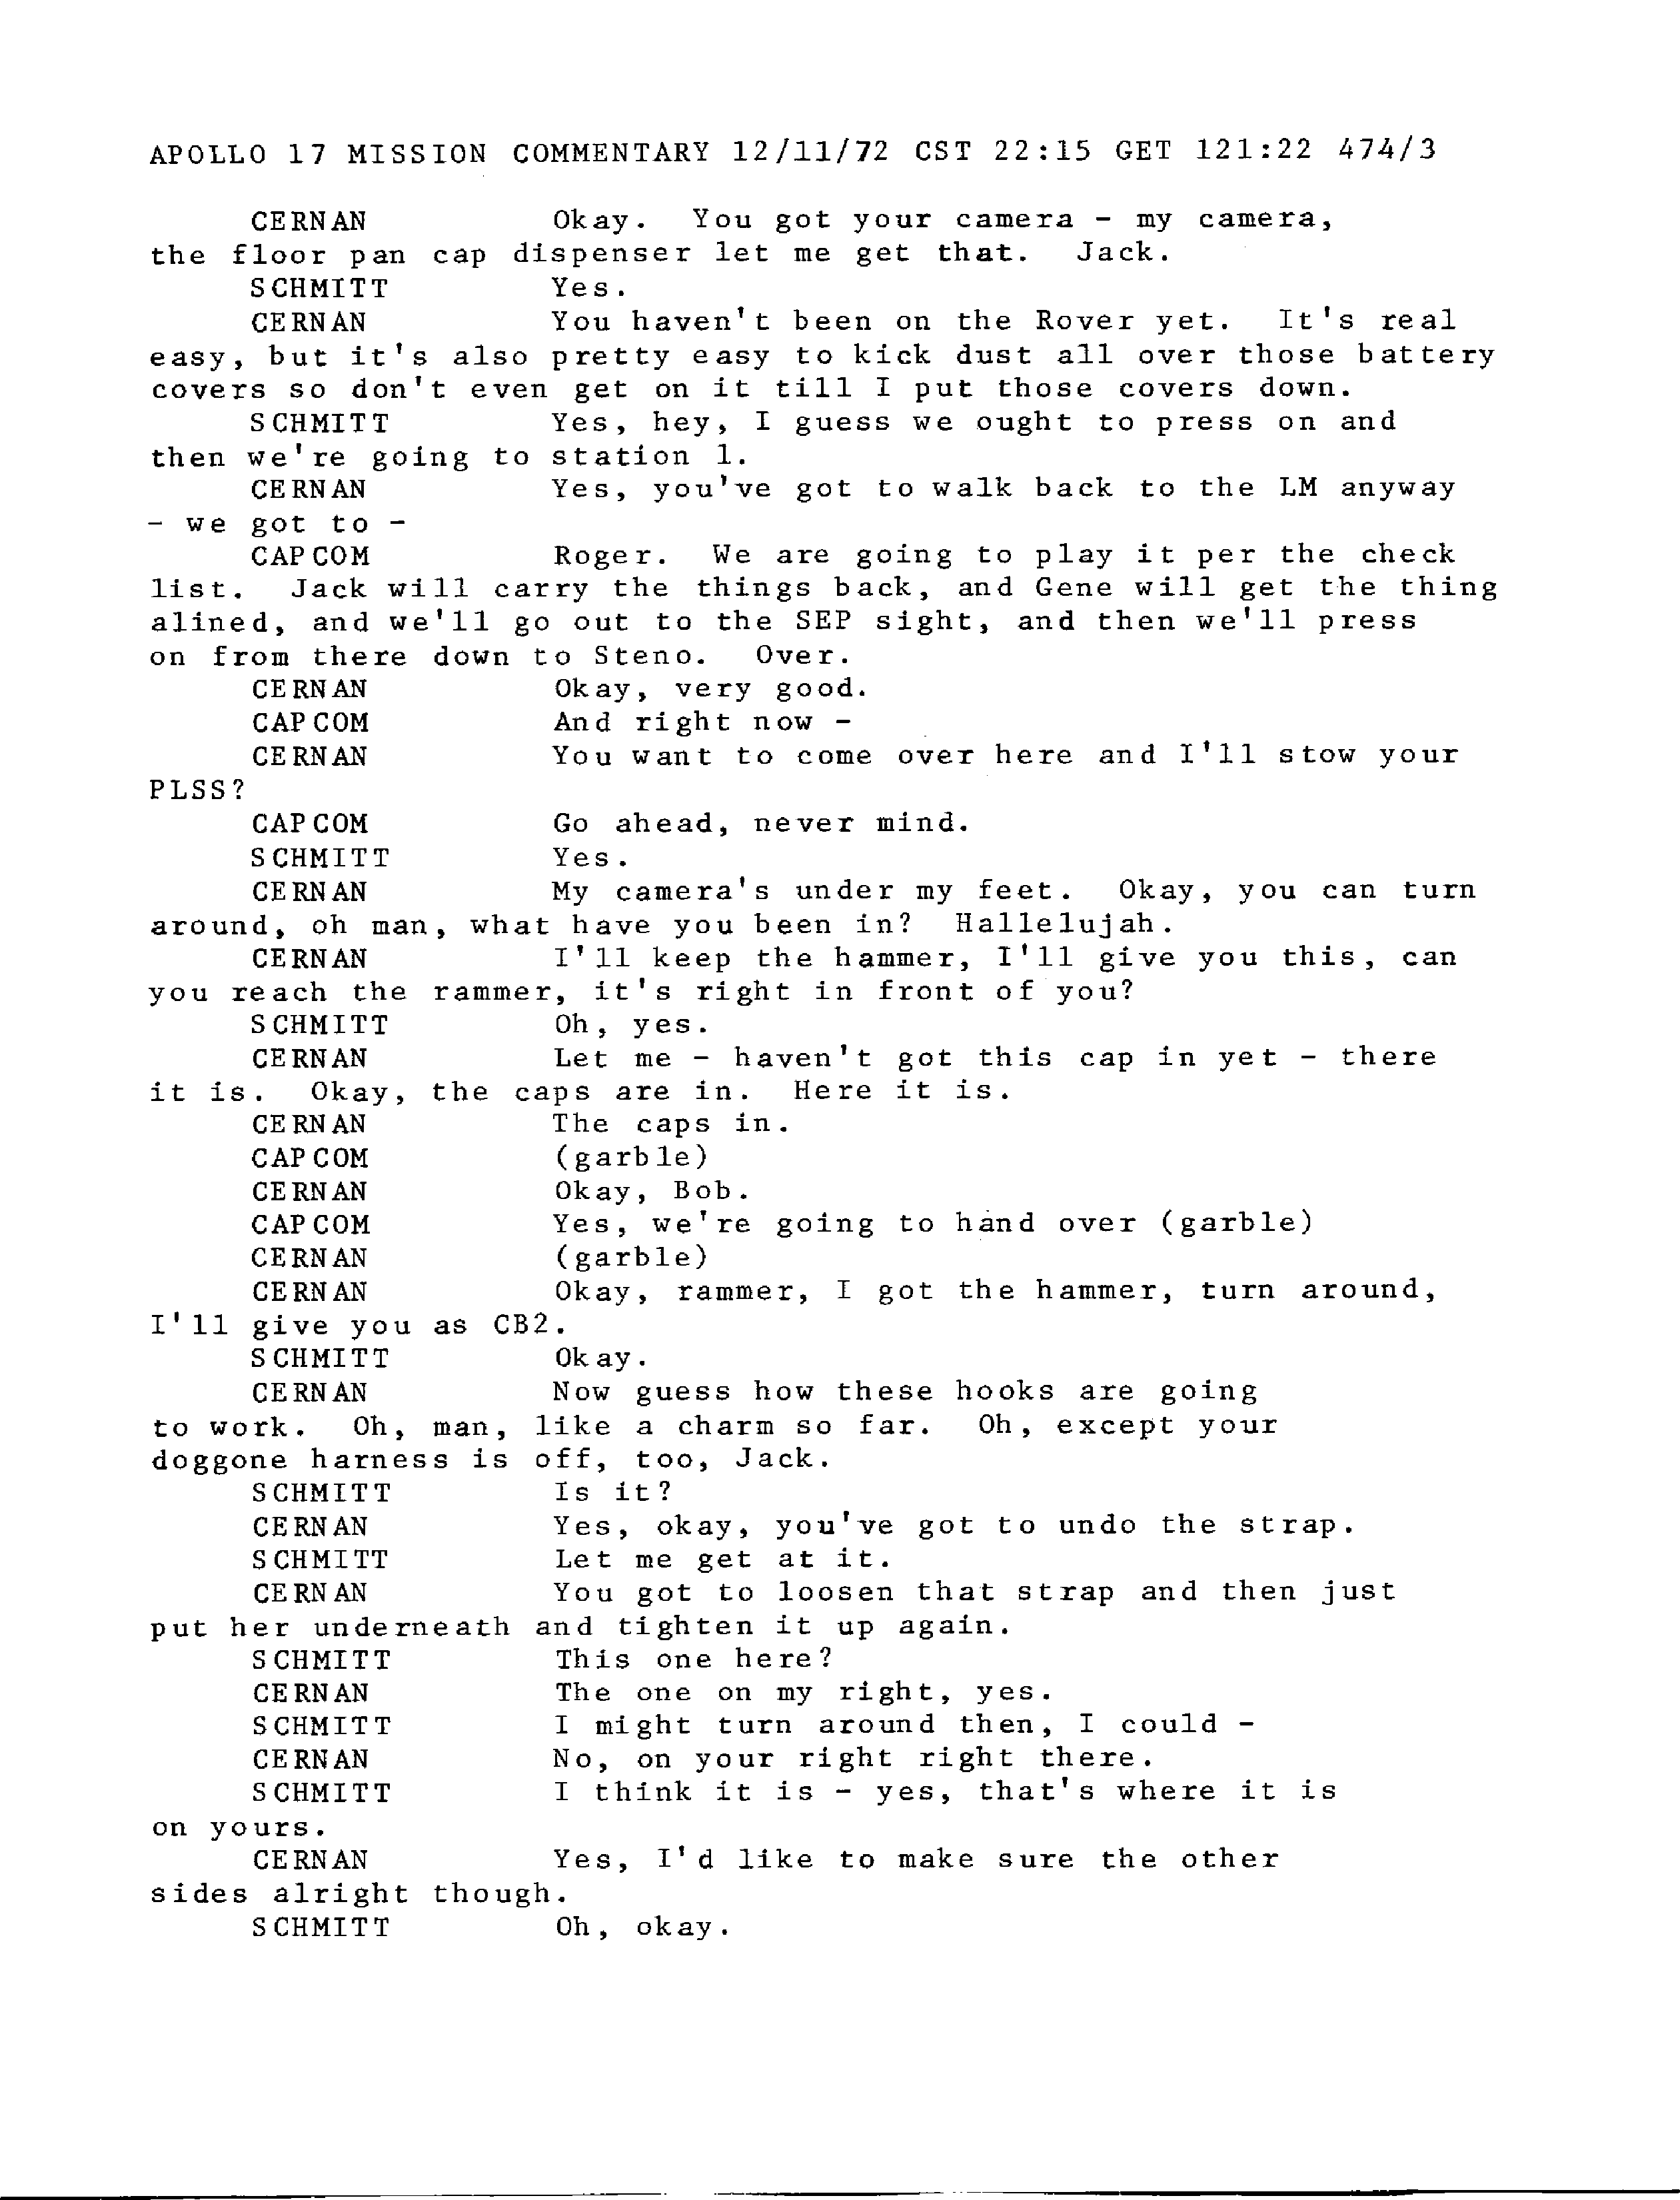 APOLLO 17 MISSION COMMENTARY 12/11/72 CST 22:15 GET 121:22 474/3
CERNAN Okay. You got your camera - my camera,
the floor pan cap dispenser let me get that. Jack.
SCHMITT Yes.
CERNAN You haven't been on the Rover yet. It's real
easy, but it's also pretty easy to kick dust all over those battery
covers so don't even get on it till I put those covers down.
SCHMITT Yes, hey, I guess we ought to press on and
then we're going to station 1.
CERNAN Yes, you've got to walk back to the LM anyway
- we got to -
CAPCOM Roger. We are going to play it per the check
list. Jack will carry the things back, and Gene will get the thing
alined, and we'll go out to the SEP sight, and then we'll press
on from there down to Steno. Over.
CERNAN Okay, very good.
CAPCOM And right now -
CERNAN You want to come over here and I'll stow your
PLSS?
CAPCOM Go ahead, never mind.
SCHMITT Yes.
CERNAN My camera's under my feet. Okay, you can turn
around, oh man, what have you been in? Hallelujah.
CERNAN I'll keep the hammer, I'll give you this, can
you reach the rammer, it's right in front of you?
SCHMITT Oh, yes.
CERNAN Let me - haven't got this cap in yet - there
it is. Okay, the caps are in. Here it is.
CERNAN The caps in.
CAPCOM (garble)
CERNAN Okay, Bob.
CAPCOM Yes, we're going to hand over (garble)
CERNAN (garble)
CERNAN Okay, rammer, I got the hammer, turn around,
I'll give you as CB2.
SCHMITT Okay.
CERNAN Now guess how these hooks are going
to work. Oh, man, like a charm so far. Oh, except your
doggone harness is off, too, Jack.
SCHMITT Is it?
CERNAN Yes, okay, you've got to undo the strap.
SCHMITT Let me get at it.
CERNAN You got to loosen that strap and then just
put her underneath and tighten it up again.
SCHMITT This one here?
CERNAN The one on my right, yes.
SCHMITT I might turn around then, I could -
CERNAN No, on your right right there.
SCHMITT I think it is - yes, that's where it is
on yours.
CERNAN Yes, I'd like to make sure the other
sides alright though.
SCHMITT Oh, okay.